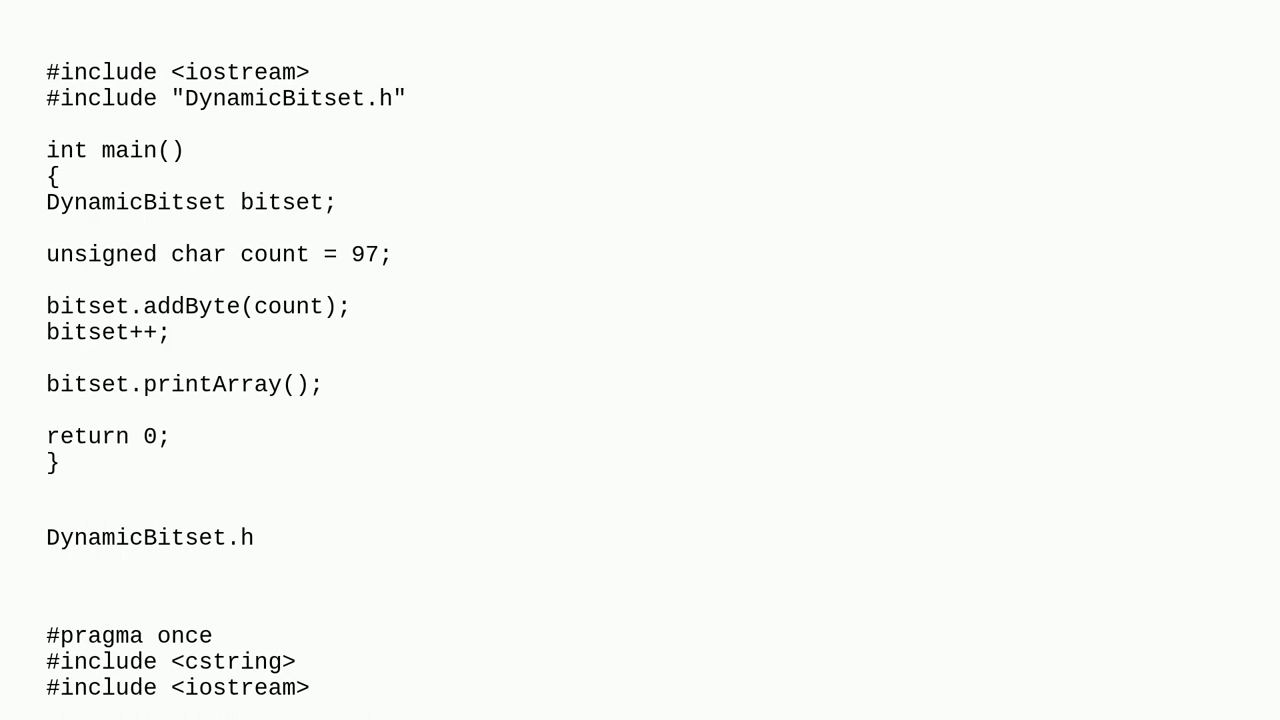 #include <iostream>
#include "DynamicBitset.h"
int main()
{
DynamicBitset bitset;
unsigned char count = 97;
bitset.addByte(count);
bitset++;
bitset.printArray();
return 0;
}
DynamicBitset.h
#pragma once
#include <cstring>
#include <iostream>